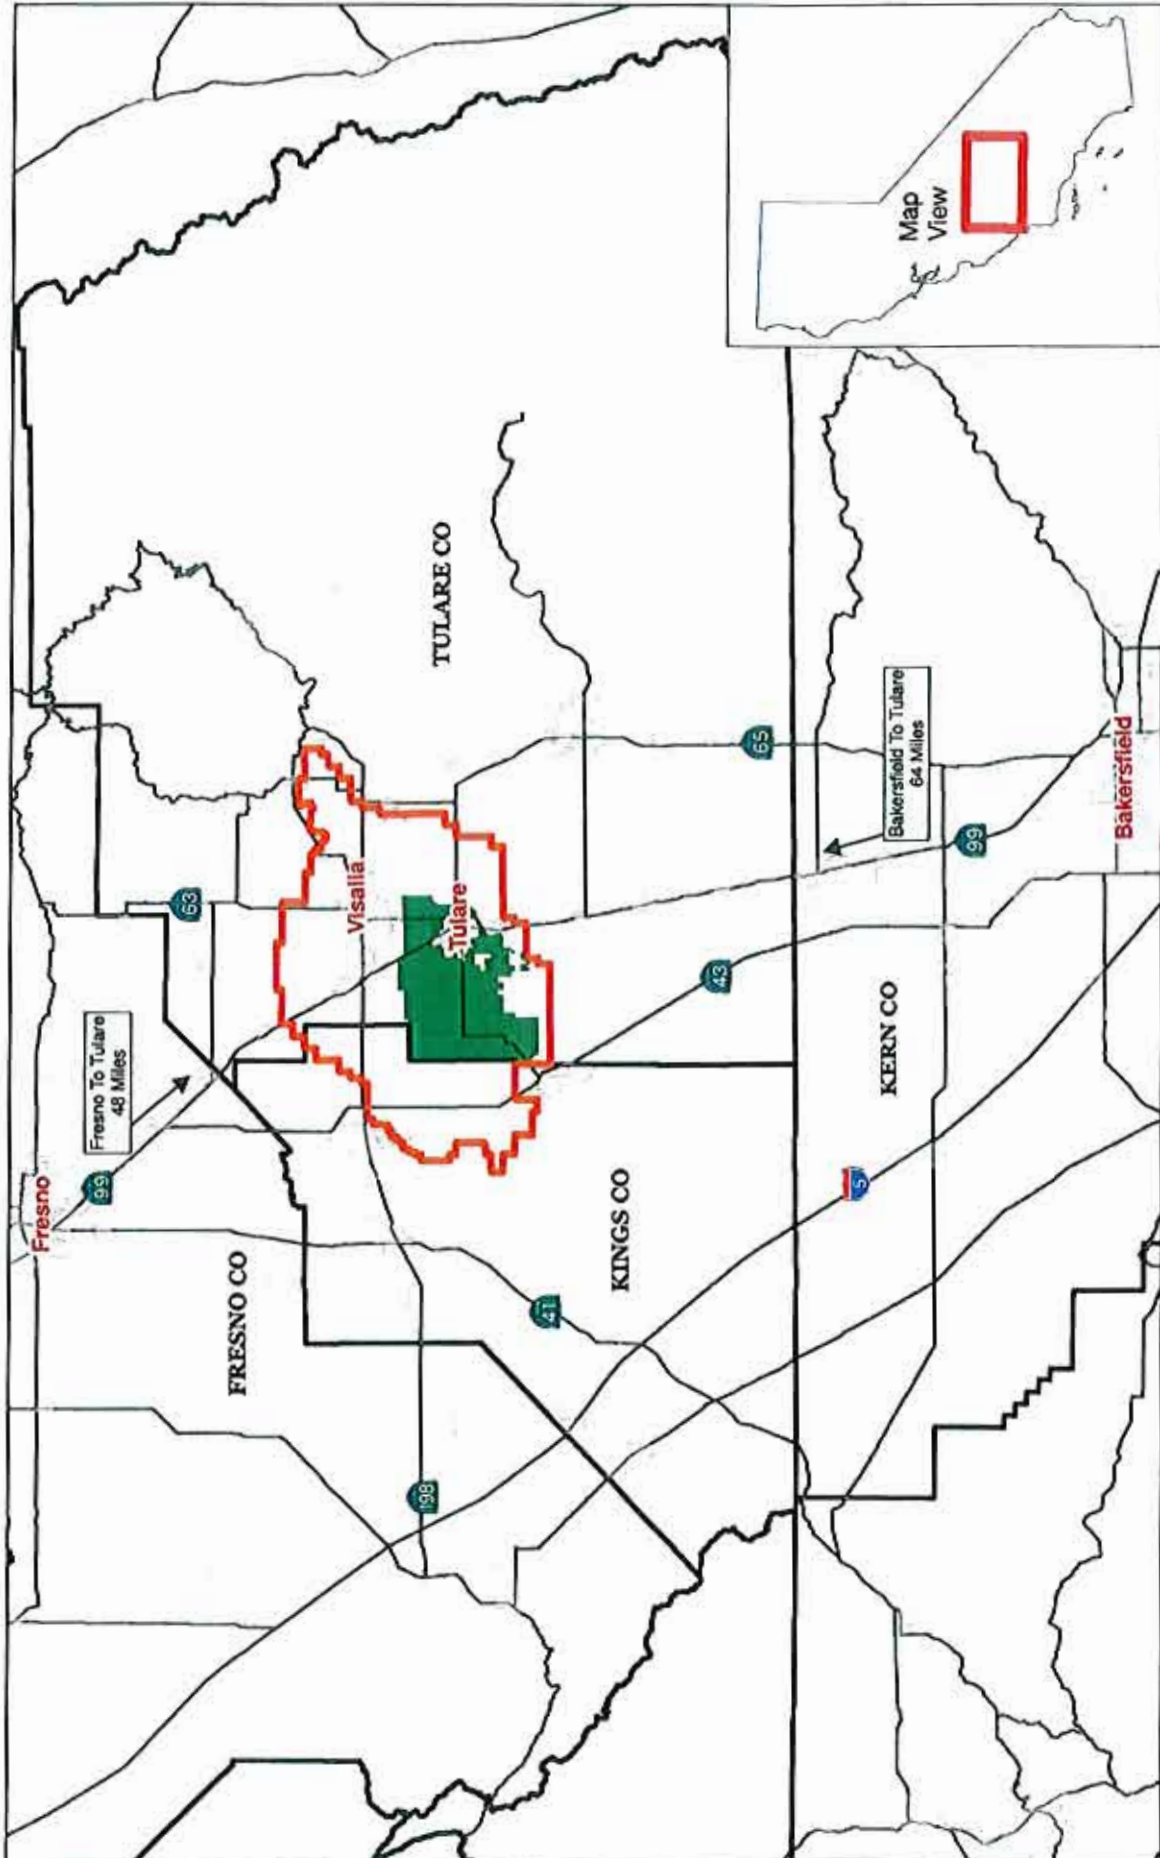 Fresno
99
Fresno To Tulare
48 Miles
63
FRESNO CO
Visalia
Tulare
TULARE CO
198
41
KINGS CO
43
65
5
KERN CO
Bakersfield To Tulare
64 Miles
99
Bakersfield
Map
View